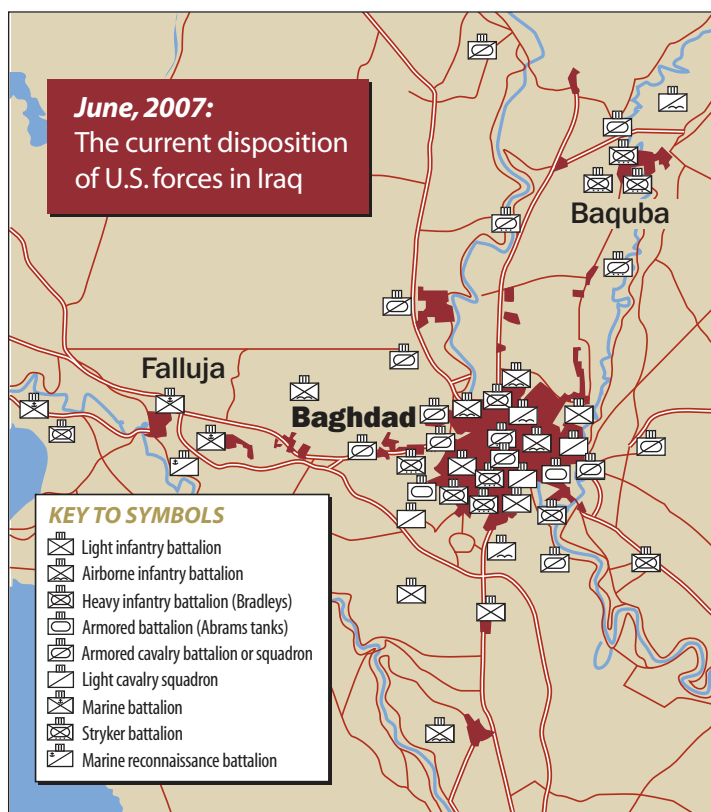 June, 2007:
The current disposition
of U.S. forces in Iraq
Baquba
Falluja
Baghdad
KEY TO SYMBOLS
Light infantry battalion
Airborne infantry battalion
Heavy infantry battalion (Bradleys)
Armored battalion (Abrams tanks)
Armored cavalry battalion or squadron
Light cavalry squadron
Marine battalion
Stryker battalion
Marine reconnaissance battalion